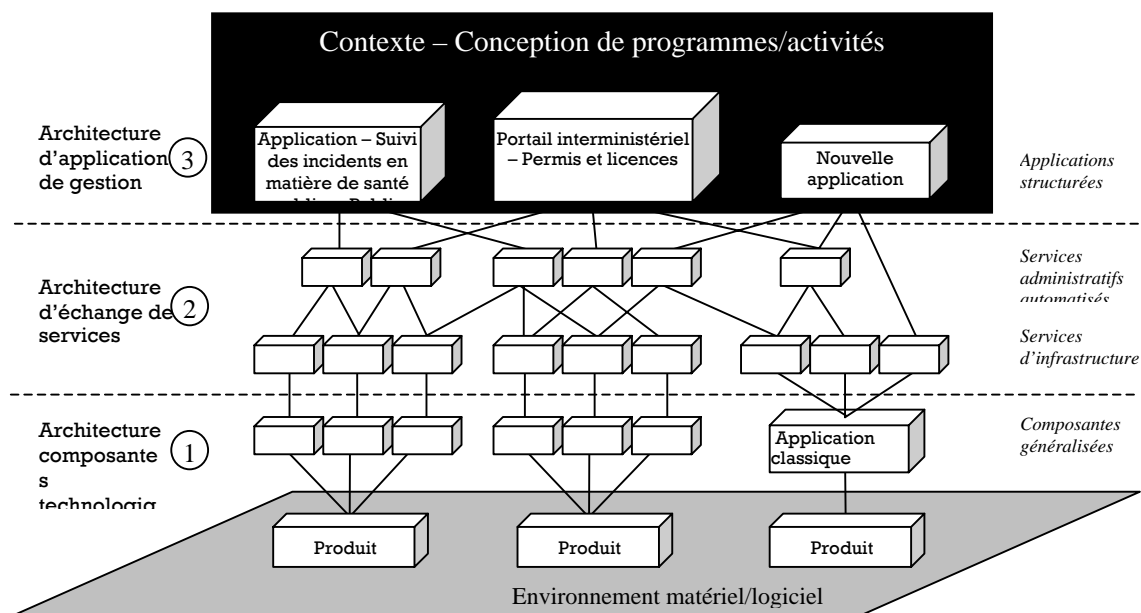 Contexte – Conception de programmes/activités
Architecture
d'application
de gestion
3
Application – Suivi
des incidents en
matière de santé
Portail interministériel
– Permis et licences
Nouvelle
application
Applications
structurées
Architecture
d'échange de
services
2
Services
administratifs
automatisés
Services
d'infrastructure
Architecture
composante
s
technologiq
1
Application
classique
Composantes
généralisées
Produit
Produit
Produit
Environnement matériel/logiciel